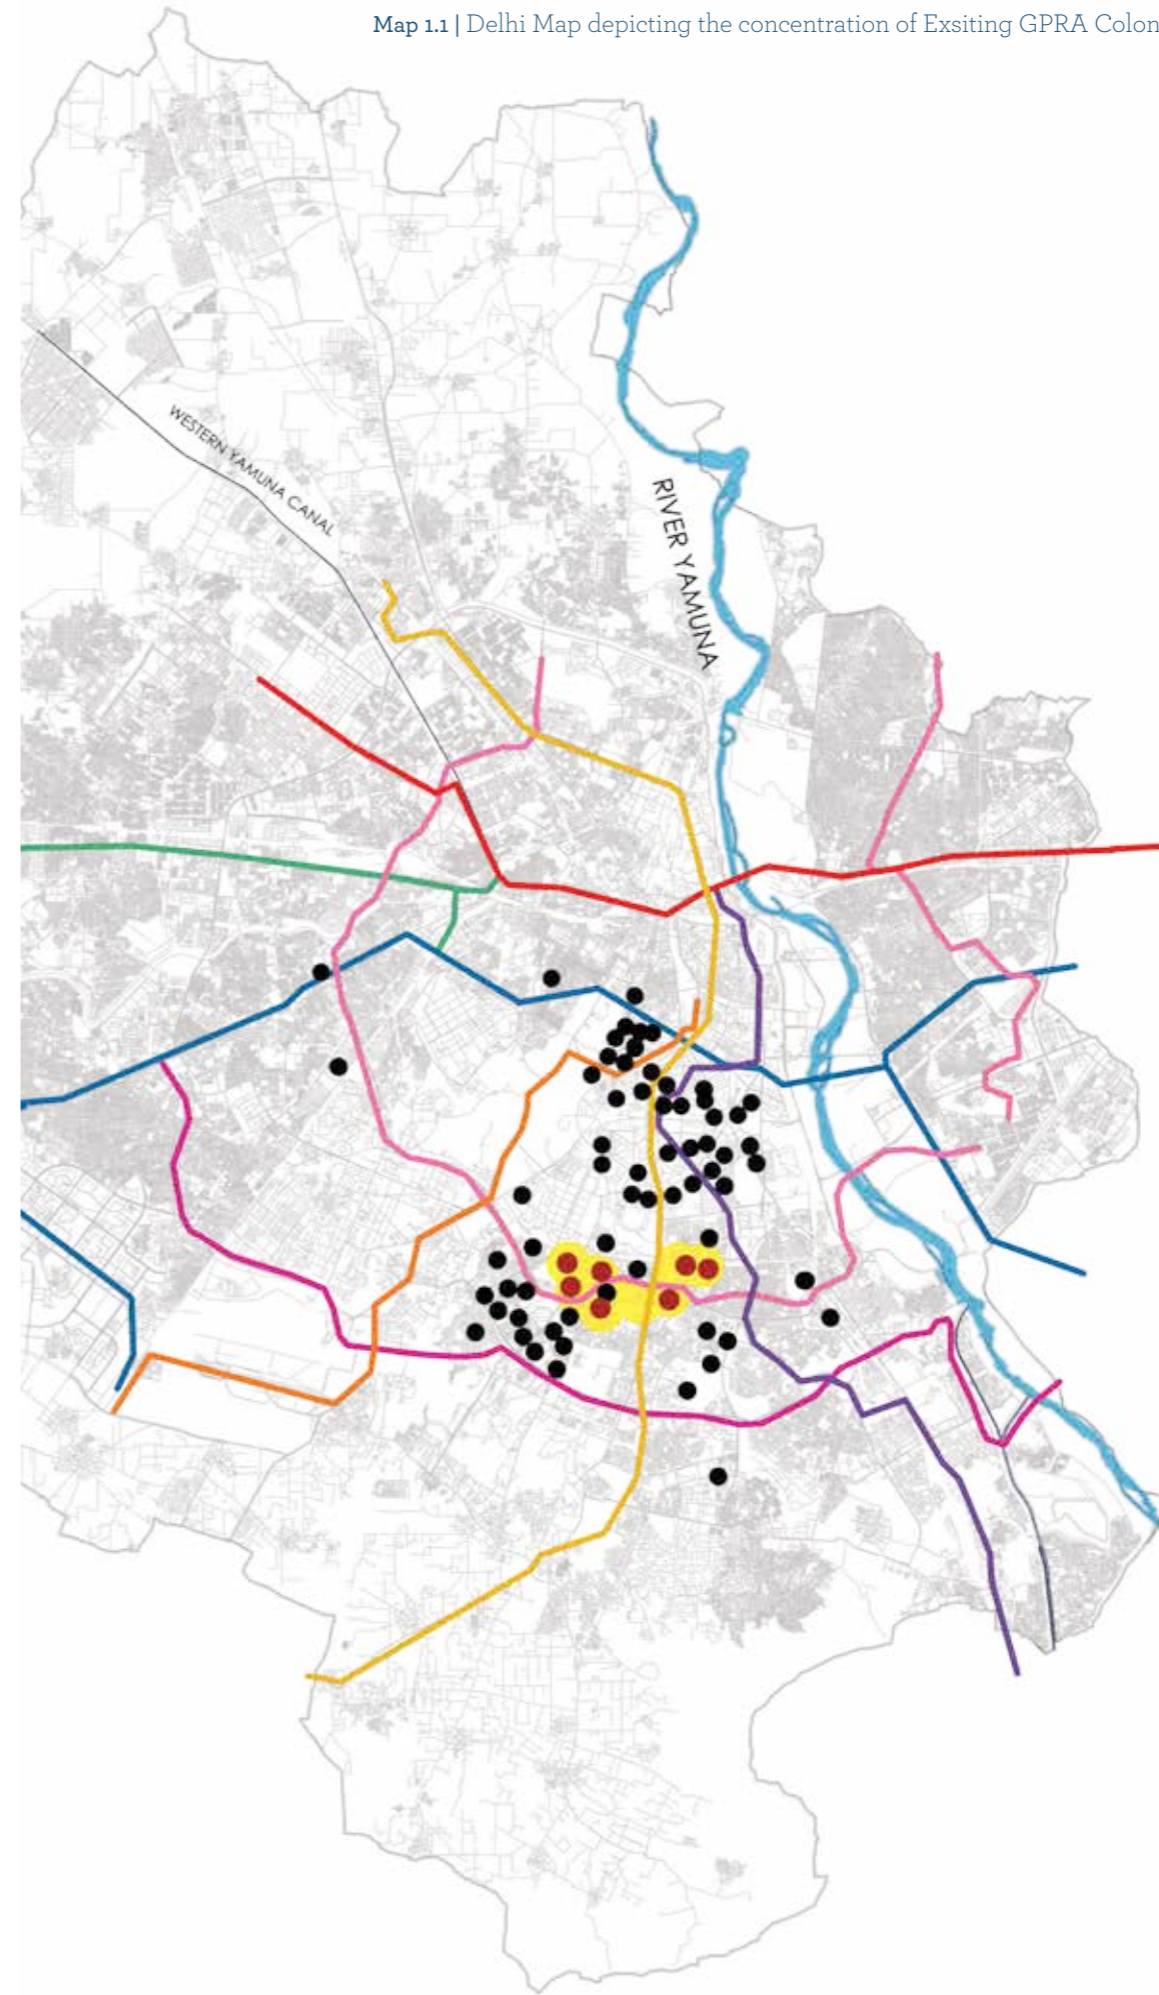 Map 1.1 | Delhi Map depicting the concentration of Exsiting GPRA Colon
WESTERN YAMUNA CANAL
RIVER YAMUNA